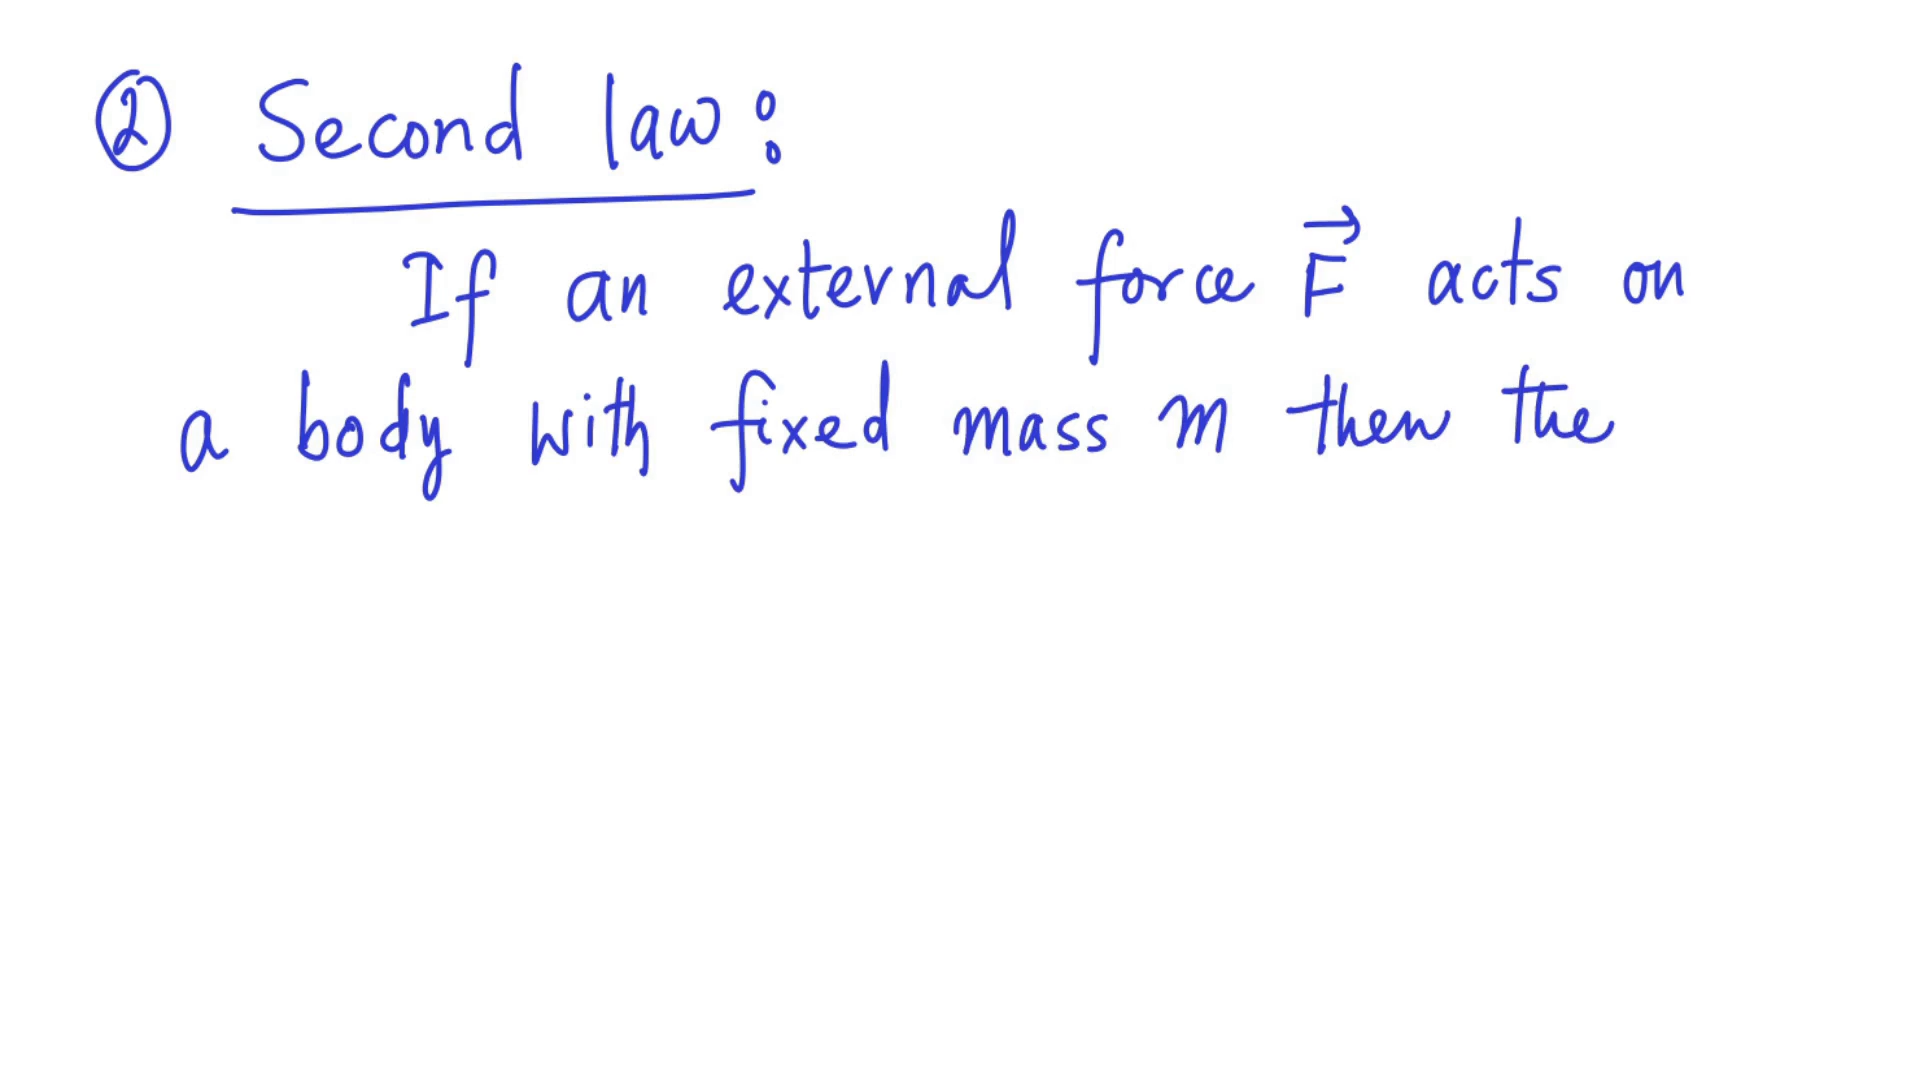 ② Second law:
If an external force F⃗ acts on
a body with fixed mass m then the